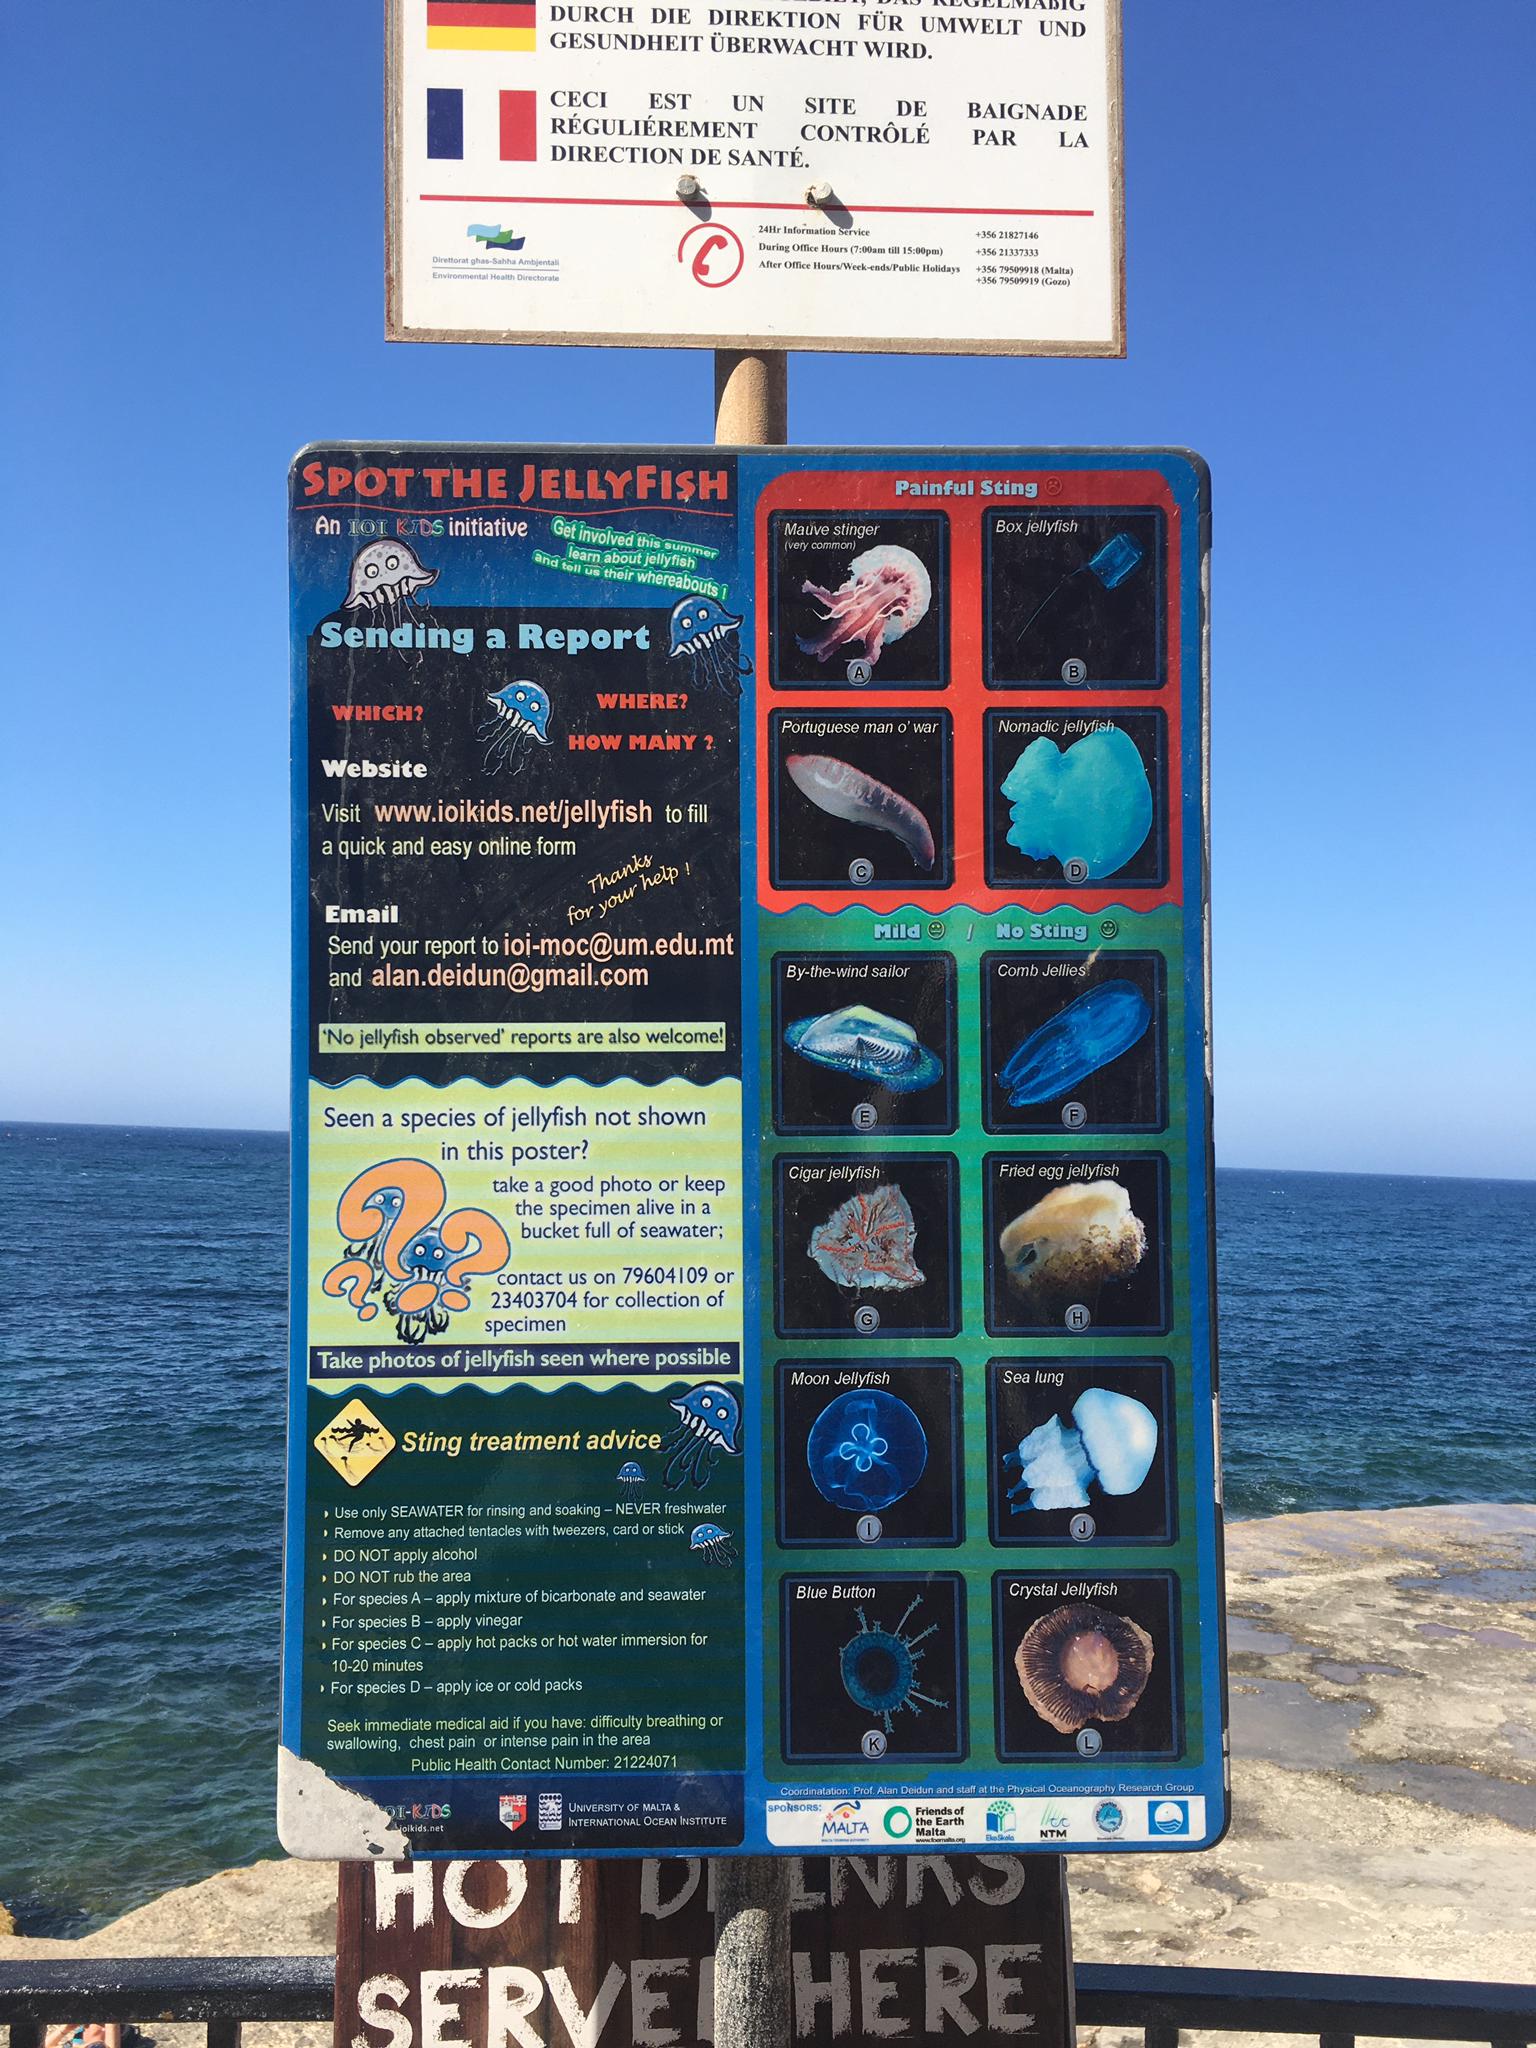 DURCH DIE DIREKTION FÜR UMWELT UND
GESUNDHEIT ÜBERWACHT WIRD.
CECI EST UN SITE DE BAIGNADE
RÉGULIÉREMENT CONTRÔLÉ PAR LA
DIRECTION DE SANTÉ.
Direttorat għas-Saħħa Ambjentali
Environmental Health Directorate
24Hr Information Service +356 21827146
During Office Hours (7:00am till 15:00pm) +356 21337333
After Office Hours/Week-ends/Public Holidays +356 79509918 (Malta)
+356 79509919 (Gozo)
SPOT THE JELLYFISH
An IOI KIDS initiative
Get involved this summer
learn about jellyfish
and tell us their whereabouts !
Sending a Report
WHICH?
WHERE?
HOW MANY ?
Website
Visit www.ioikids.net/jellyfish to fill
a quick and easy online form
Thanks
for your help !
Email
Send your report to ioi-moc@um.edu.mt
and alan.deidun@gmail.com
'No jellyfish observed' reports are also welcome!
Seen a species of jellyfish not shown
in this poster?
take a good photo or keep
the specimen alive in a
bucket full of seawater;
contact us on 79604109 or
23403704 for collection of
specimen
Take photos of jellyfish seen where possible
Sting treatment advice
Use only SEAWATER for rinsing and soaking – NEVER freshwater
Remove any attached tentacles with tweezers, card or stick
DO NOT apply alcohol
DO NOT rub the area
For species A – apply mixture of bicarbonate and seawater
For species B – apply vinegar
For species C – apply hot packs or hot water immersion for
10-20 minutes
For species D – apply ice or cold packs
Seek immediate medical aid if you have: difficulty breathing or
swallowing, chest pain or intense pain in the area
Public Health Contact Number: 21224071
IOI-KIDS
ioikids.net
UNIVERSITY OF MALTA &
INTERNATIONAL OCEAN INSTITUTE
Painful Sting
Mauve stinger
(very common)
A
Box jellyfish
B
Portuguese man o' war
C
Nomadic jellyfish
D
Mild / No Sting
By-the-wind sailor
E
Comb Jellies
F
Cigar jellyfish
G
Fried egg jellyfish
H
Moon Jellyfish
I
Sea lung
J
Blue Button
K
Crystal Jellyfish
L
Coordinatation: Prof. Alan Deidun and staff at the Physical Oceanography Research Group
SPONSORS:
MALTA
MALTA TOURISM AUTHORITY
Friends of
the Earth
Malta
www.foemalta.org
EkoSkola
NTM
HOT DRINKS
SERVED HERE